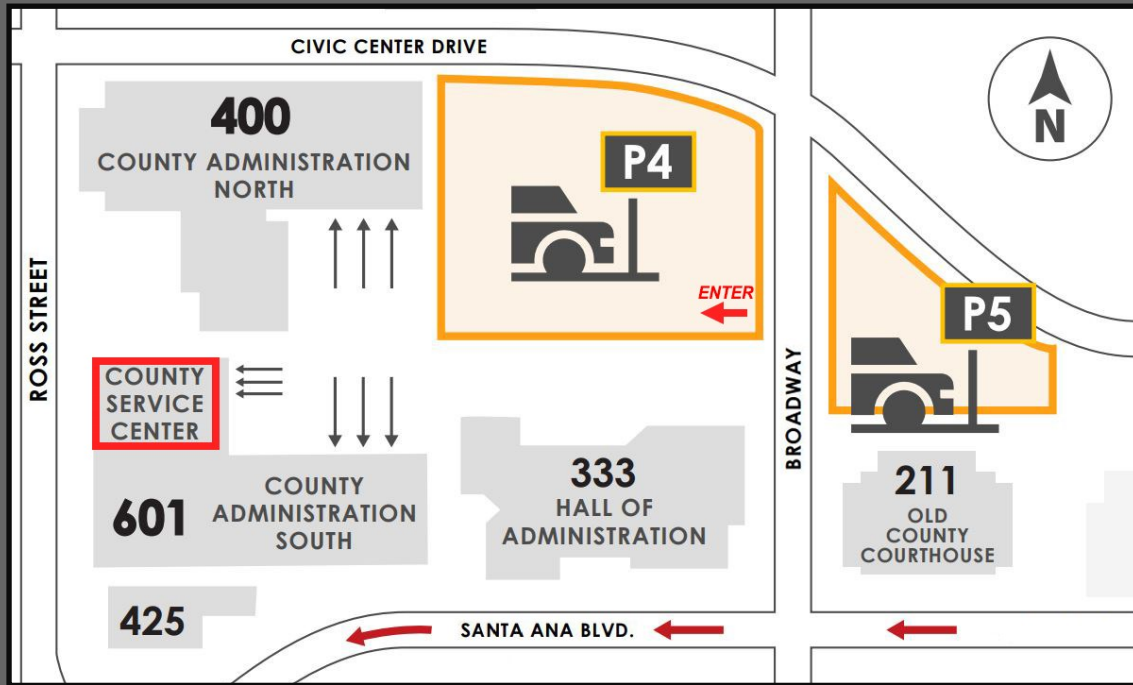 CIVIC CENTER DRIVE
400
COUNTY ADMINISTRATION
NORTH
P4
N
ENTER
P5
ROSS STREET
BROADWAY
COUNTY
SERVICE
CENTER
601
COUNTY
ADMINISTRATION
SOUTH
333
HALL OF
ADMINISTRATION
211
OLD
COUNTY
COURTHOUSE
425
SANTA ANA BLVD.